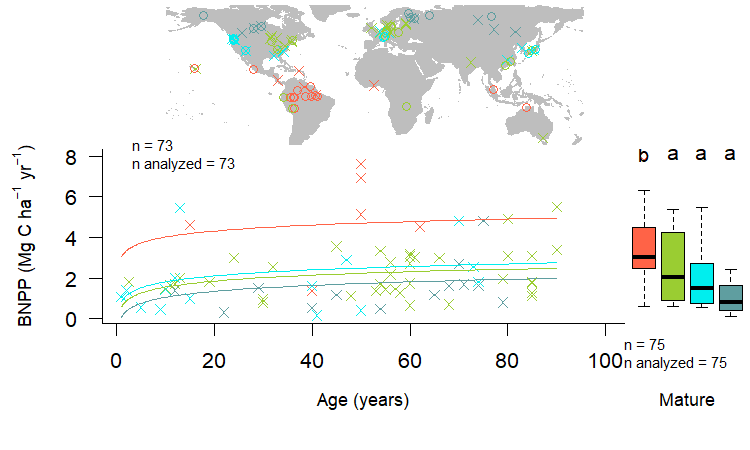 n = 73
n analyzed = 73
b a a a
BNPP (Mg C ha⁻¹ yr⁻¹)
8
6
4
2
0
0 20 40 60 80 100
n = 75
n analyzed = 75
Age (years)
Mature